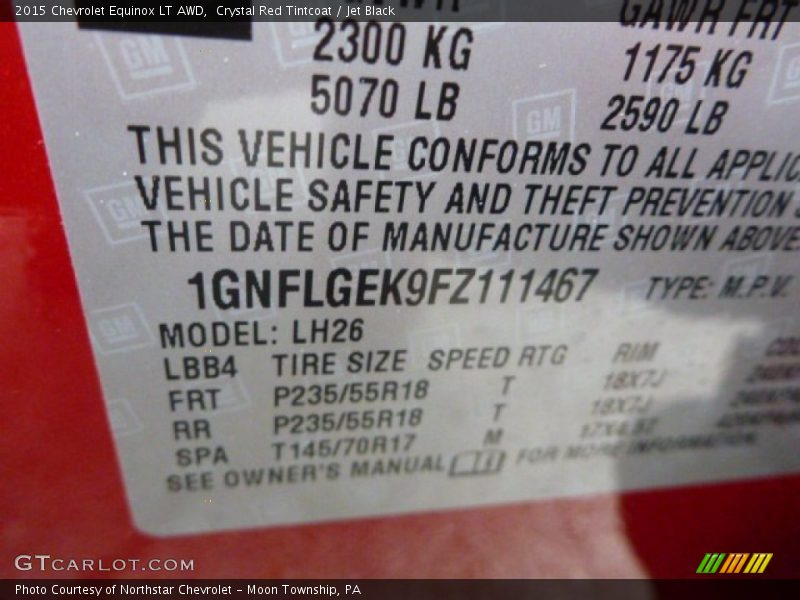 2015 Chevrolet Equinox LT AWD, Crystal Red Tintcoat / Jet Black
GAWR FRT
2300 KG 1175 KG
5070 LB 2590 LB
THIS VEHICLE CONFORMS TO ALL APPLIC
VEHICLE SAFETY AND THEFT PREVENTION S
THE DATE OF MANUFACTURE SHOWN ABOVE
1GNFLGEK9FZ111467 TYPE: M.P.V.
MODEL: LH26
LBB4 TIRE SIZE SPEED RTG RIM
FRT P235/55R18 T 18X7J
RR P235/55R18 T 18X7J
SPA T145/70R17 M
SEE OWNER'S MANUAL FOR MORE INFORMATION
GTCARLOT.COM
Photo Courtesy of Northstar Chevrolet - Moon Township, PA